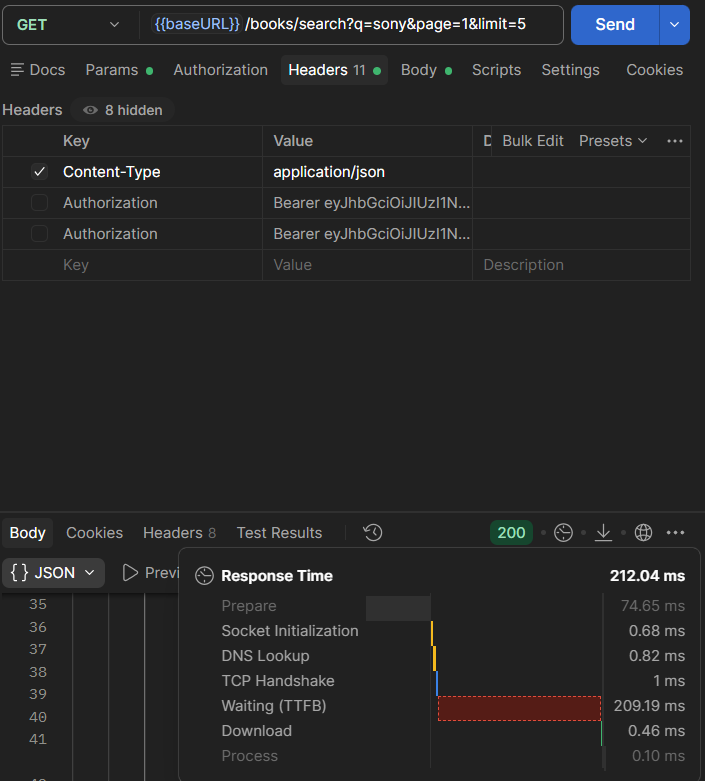 GET {{baseURL}} /books/search?q=sony&page=1&limit=5 Send
Docs Params Authorization Headers 11 Body Scripts Settings Cookies
Headers 8 hidden
Key Value D Bulk Edit Presets
Content-Type application/json
Authorization Bearer eyJhbGciOiJIUzI1N...
Authorization Bearer eyJhbGciOiJIUzI1N...
Key Value Description
Body Cookies Headers 8 Test Results 200
{ } JSON Previ
Response Time 212.04 ms
Prepare 74.65 ms
Socket Initialization 0.68 ms
DNS Lookup 0.82 ms
TCP Handshake 1 ms
Waiting (TTFB) 209.19 ms
Download 0.46 ms
Process 0.10 ms
35
36
37
38
39
40
41